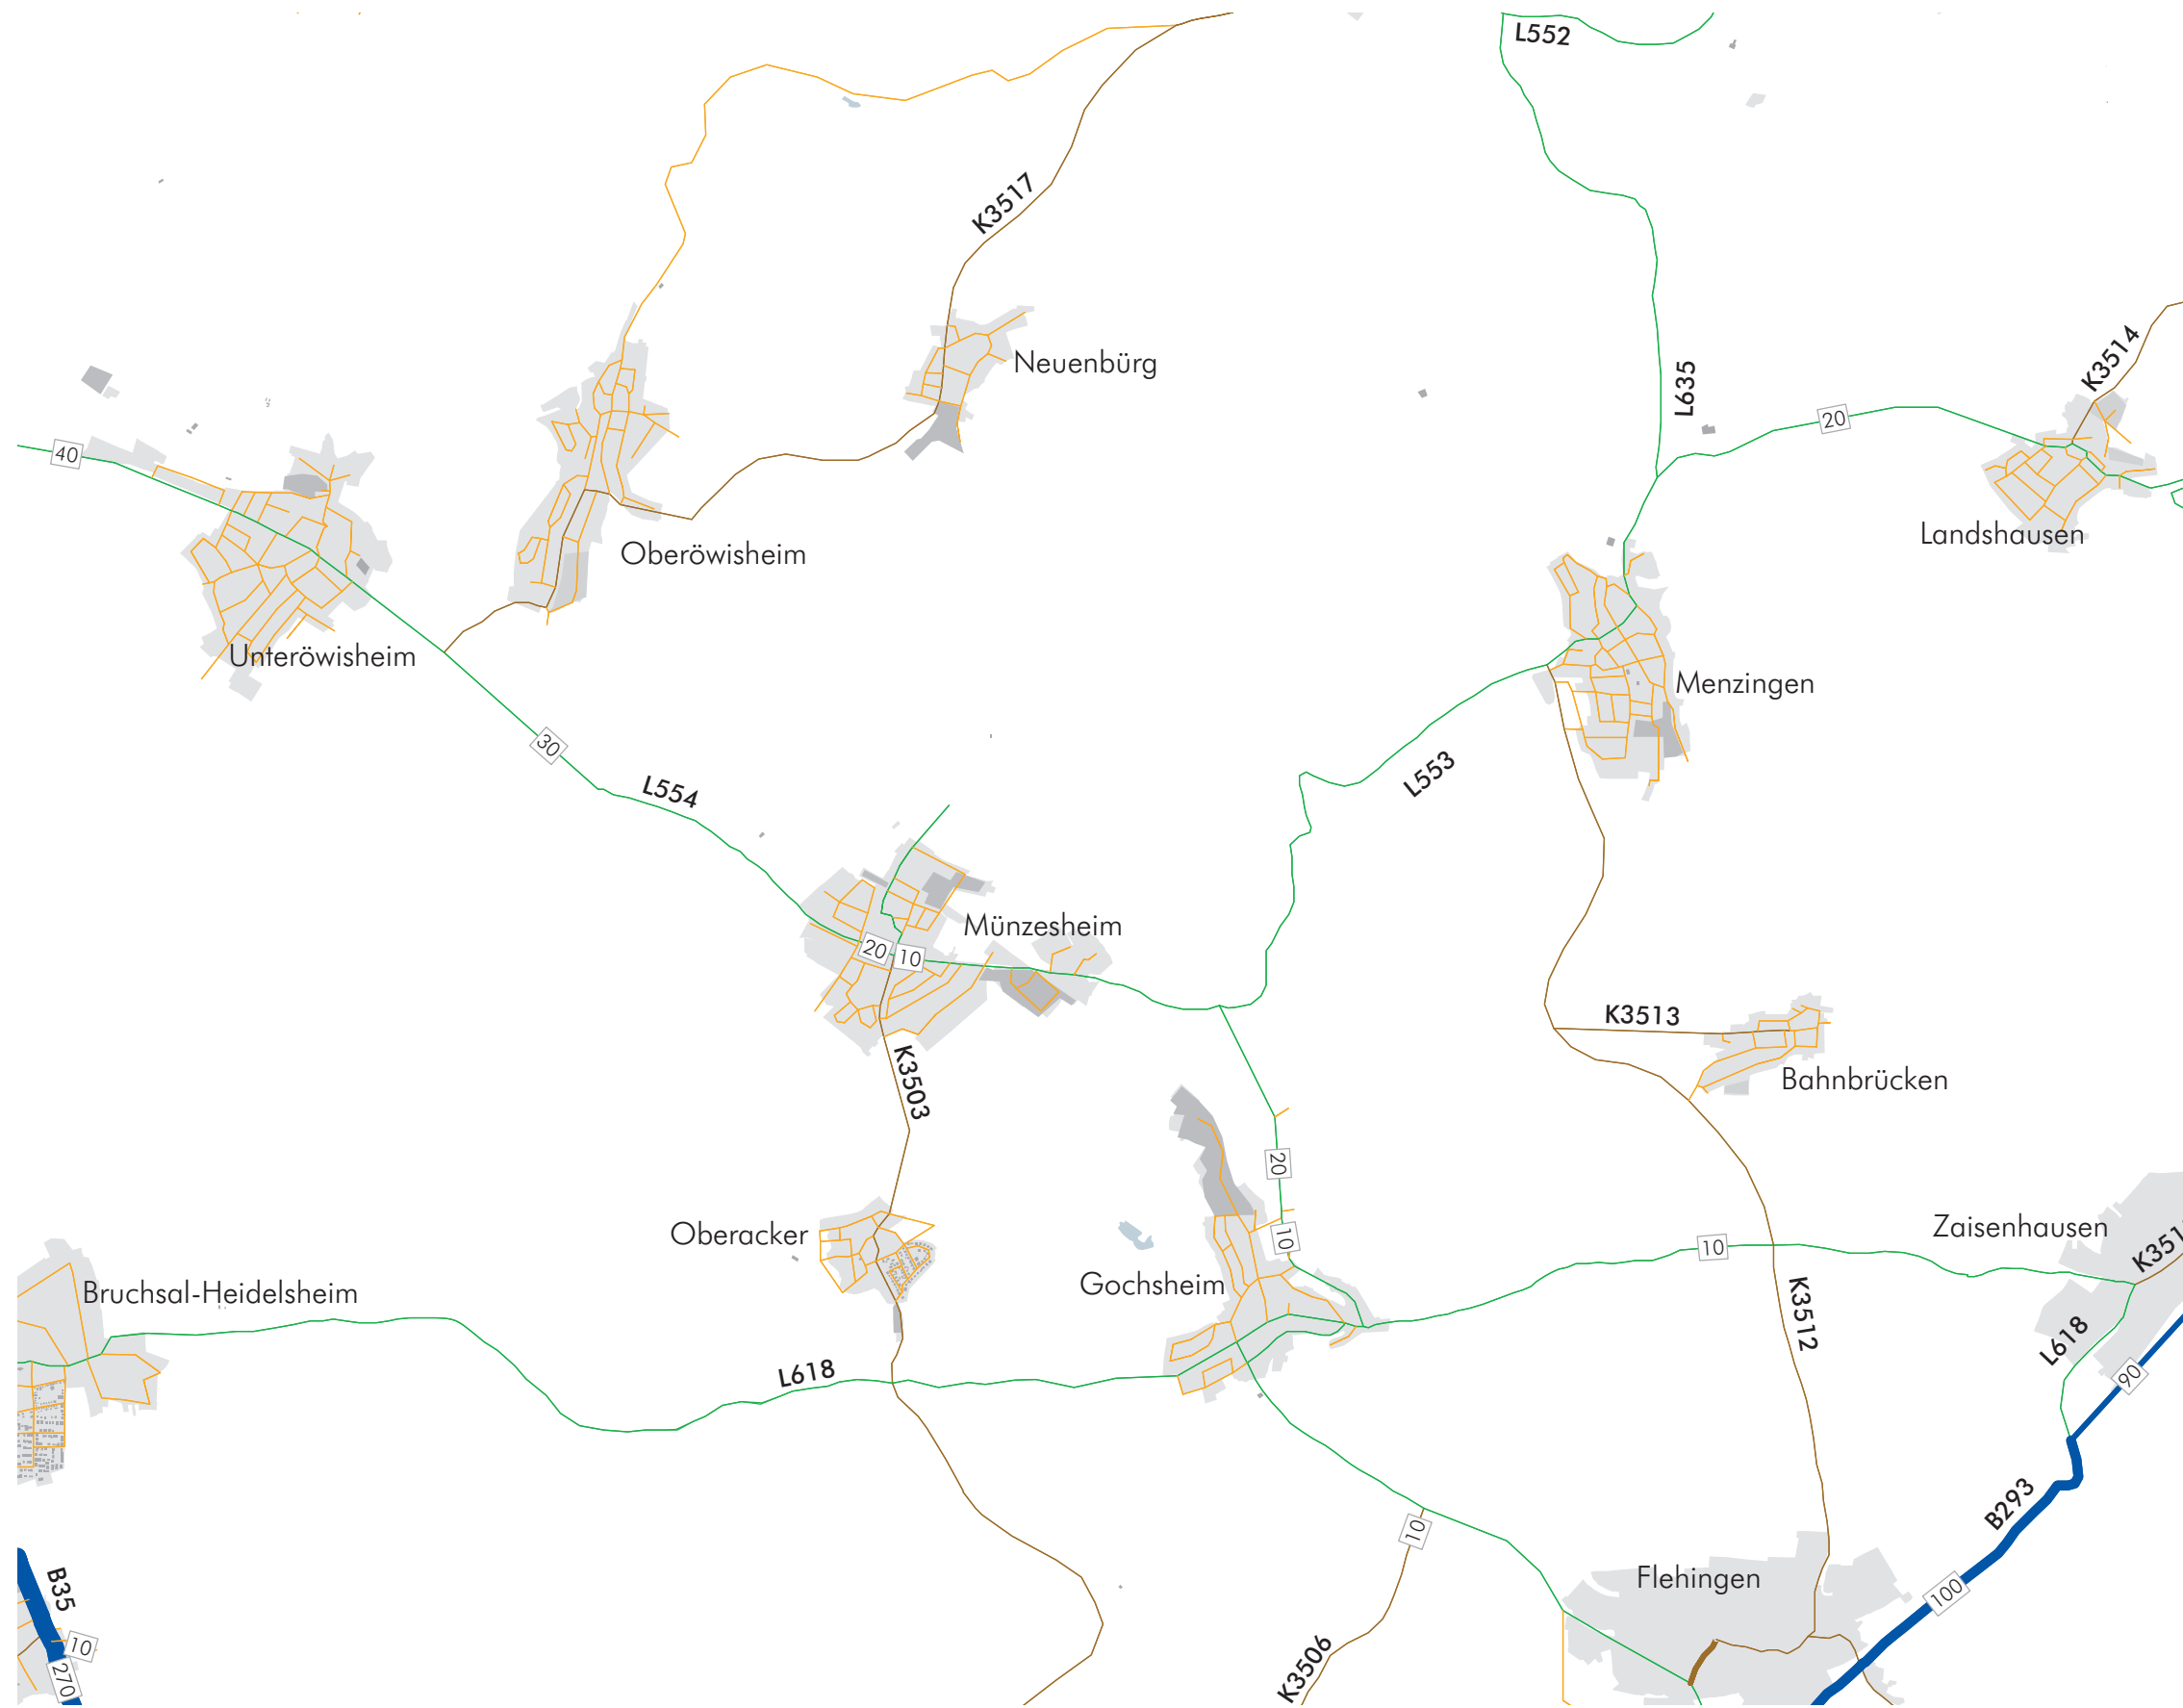 L552
K3517
Neuenbürg
L635
K3514
20
40
Landshausen
Oberöwisheim
Unteröwisheim
Menzingen
30
L554
L553
Münzesheim
20
10
K3513
K3503
Bahnbrücken
20
Oberacker
10
Zaisenhausen
10
Gochsheim
Bruchsal-Heidelsheim
K3512
L618
L618
90
B293
10
Flehingen
B35
100
10
K3506
270